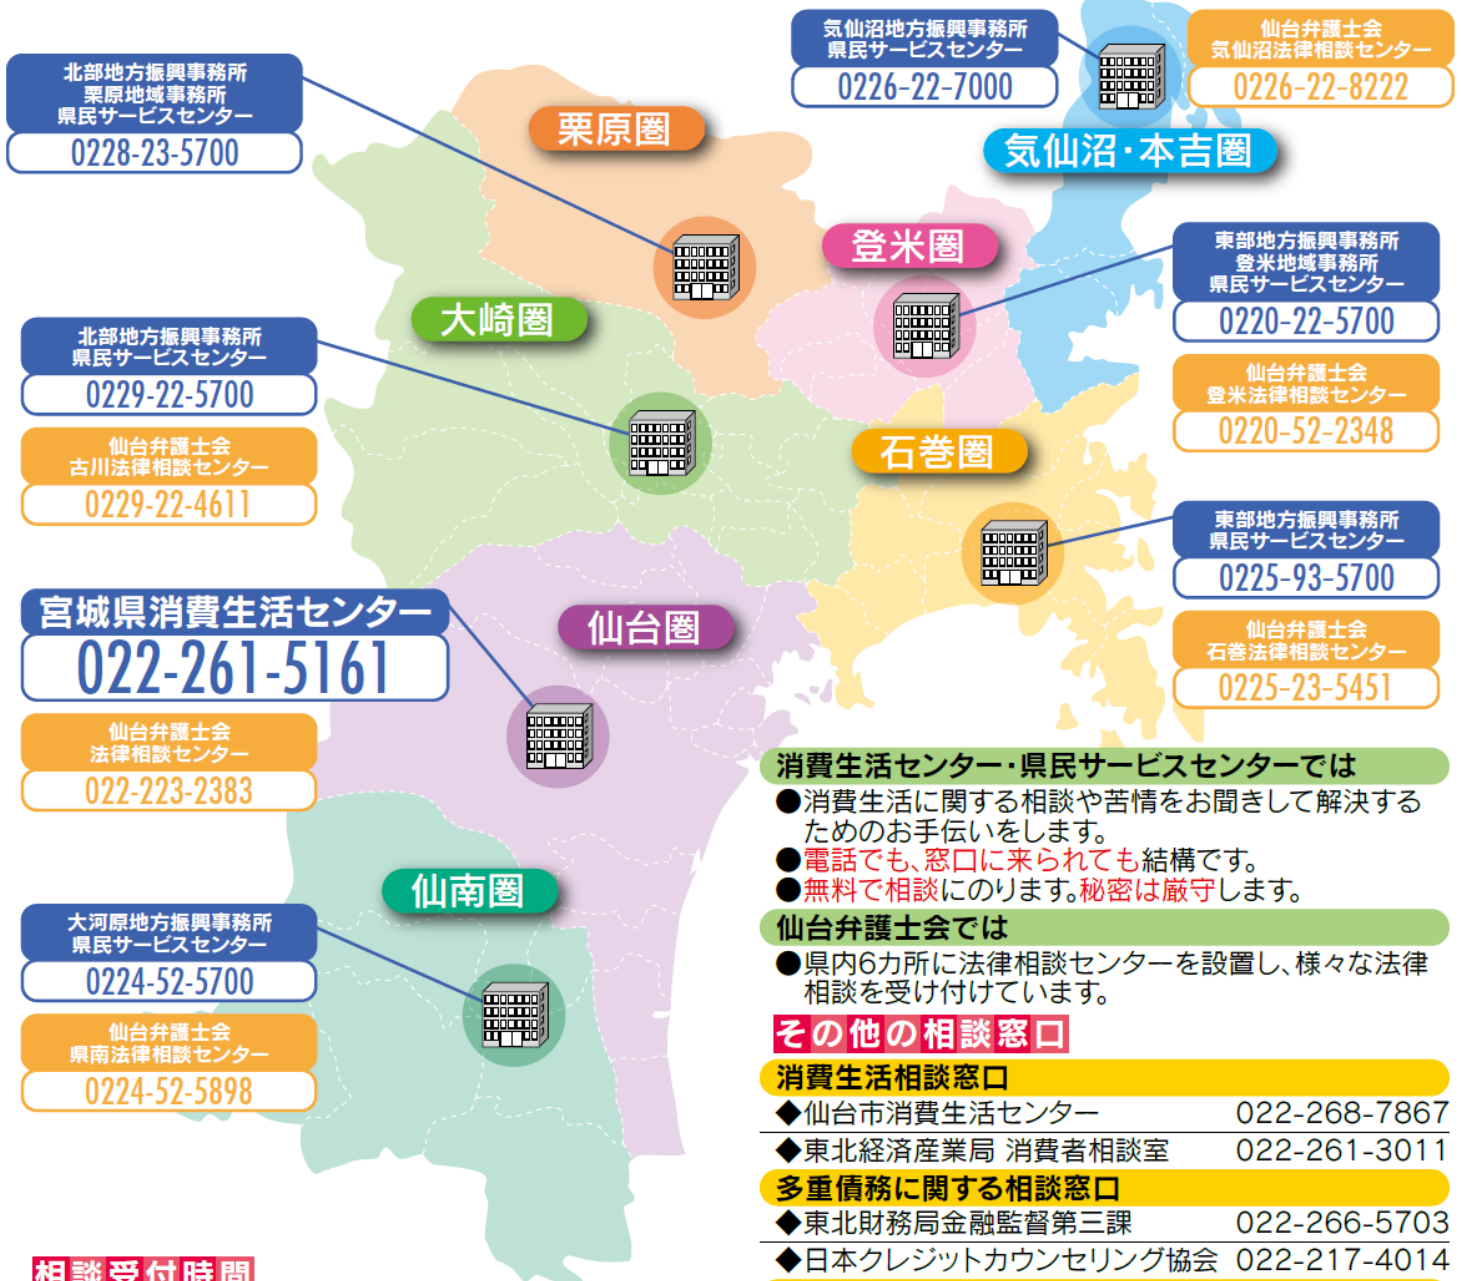 北部地方振興事務所
栗原地域事務所
県民サービスセンター
0228-23-5700
栗原圏
気仙沼地方振興事務所
県民サービスセンター
0226-22-7000
仙台弁護士会
気仙沼法律相談センター
0226-22-8222
気仙沼・本吉圏
登米圏
東部地方振興事務所
登米地域事務所
県民サービスセンター
0220-22-5700
仙台弁護士会
登米法律相談センター
0220-52-2348
大崎圏
北部地方振興事務所
県民サービスセンター
0229-22-5700
仙台弁護士会
古川法律相談センター
0229-22-4611
石巻圏
東部地方振興事務所
県民サービスセンター
0225-93-5700
仙台弁護士会
石巻法律相談センター
0225-23-5451
宮城県消費生活センター
022-261-5161
仙台圏
仙台弁護士会
法律相談センター
022-223-2383
仙南圏
大河原地方振興事務所
県民サービスセンター
0224-52-5700
仙台弁護士会
県南法律相談センター
0224-52-5898
消費生活センター・県民サービスセンターでは
●消費生活に関する相談や苦情をお聞きして解決する
ためのお手伝いをします。
●電話でも、窓口に来られても結構です。
●無料で相談にのります。秘密は厳守します。
仙台弁護士会では
●県内6カ所に法律相談センターを設置し、様々な法律
相談を受け付けています。
その他の相談窓口
消費生活相談窓口
◆仙台市消費生活センター 022-268-7867
◆東北経済産業局 消費者相談室 022-261-3011
多重債務に関する相談窓口
◆東北財務局金融監督第三課 022-266-5703
◆日本クレジットカウンセリング協会 022-217-4014
相談受付時間